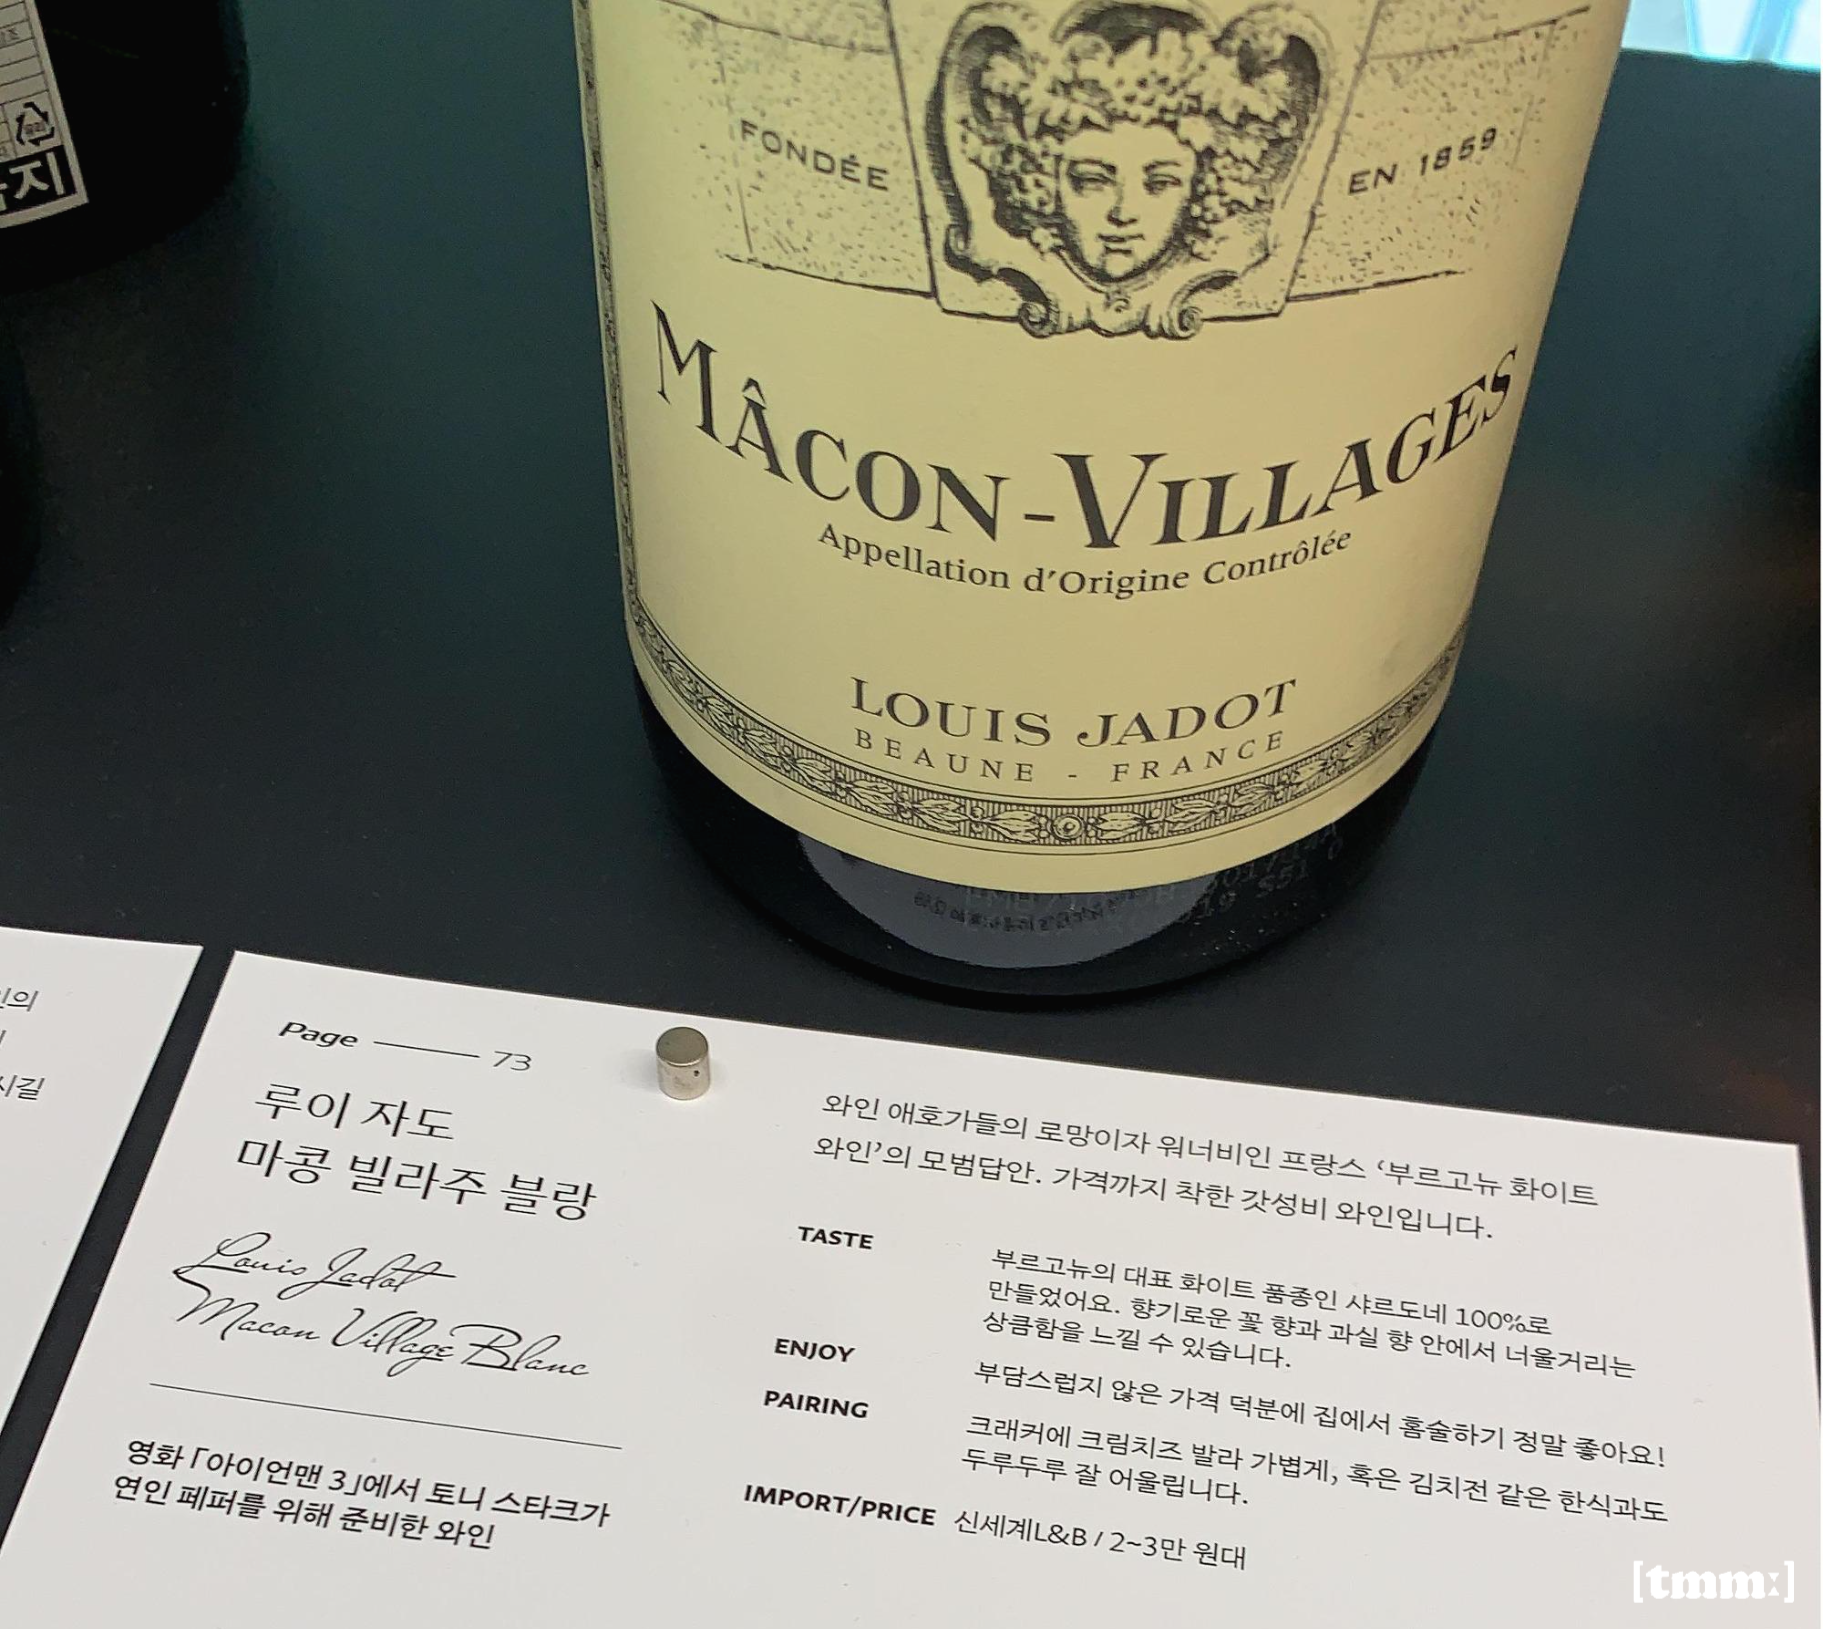 지
FONDÉE
EN 1859
MÂCON-VILLAGES
Appellation d'Origine Contrôlée
LOUIS JADOT
BEAUNE - FRANCE
시길
Page 73
루이 자도
마콩 빌라주 블랑
Louis Jadot
Macon Village Blanc
영화 「아이언맨 3」에서 토니 스타크가
연인 페퍼를 위해 준비한 와인
와인 애호가들의 로망이자 워너비인 프랑스 ‘부르고뉴 화이트
와인’의 모범답안. 가격까지 착한 갓성비 와인입니다.
TASTE
부르고뉴의 대표 화이트 품종인 샤르도네 100%로
만들었어요. 향기로운 꽃 향과 과실 향 안에서 너울거리는
상큼함을 느낄 수 있습니다.
ENJOY
부담스럽지 않은 가격 덕분에 집에서 홈술하기 정말 좋아요!
PAIRING
크래커에 크림치즈 발라 가볍게, 혹은 김치전 같은 한식과도
두루두루 잘 어울립니다.
IMPORT/PRICE 신세계L&B / 2~3만 원대
[tmm:]